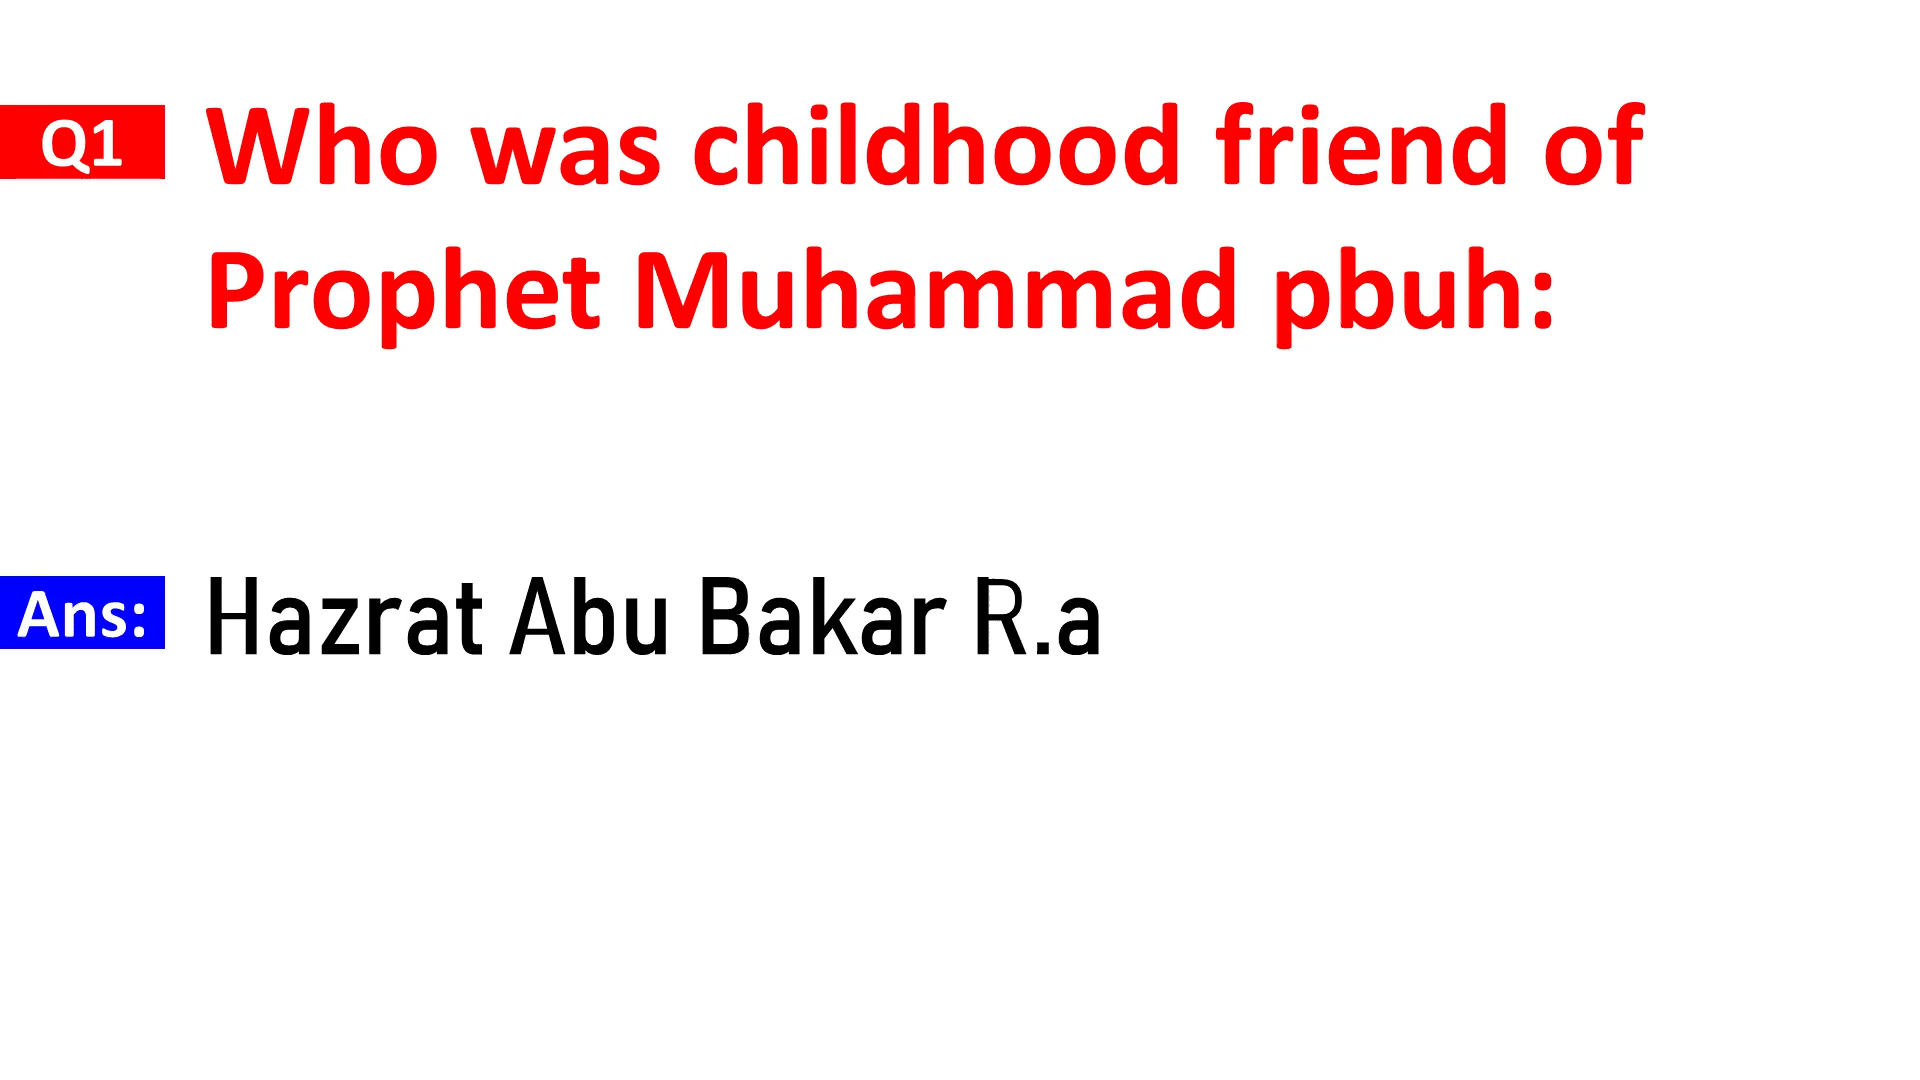 Q1 Who was childhood friend of
Prophet Muhammad pbuh:
Ans: Hazrat Abu Bakar R.a